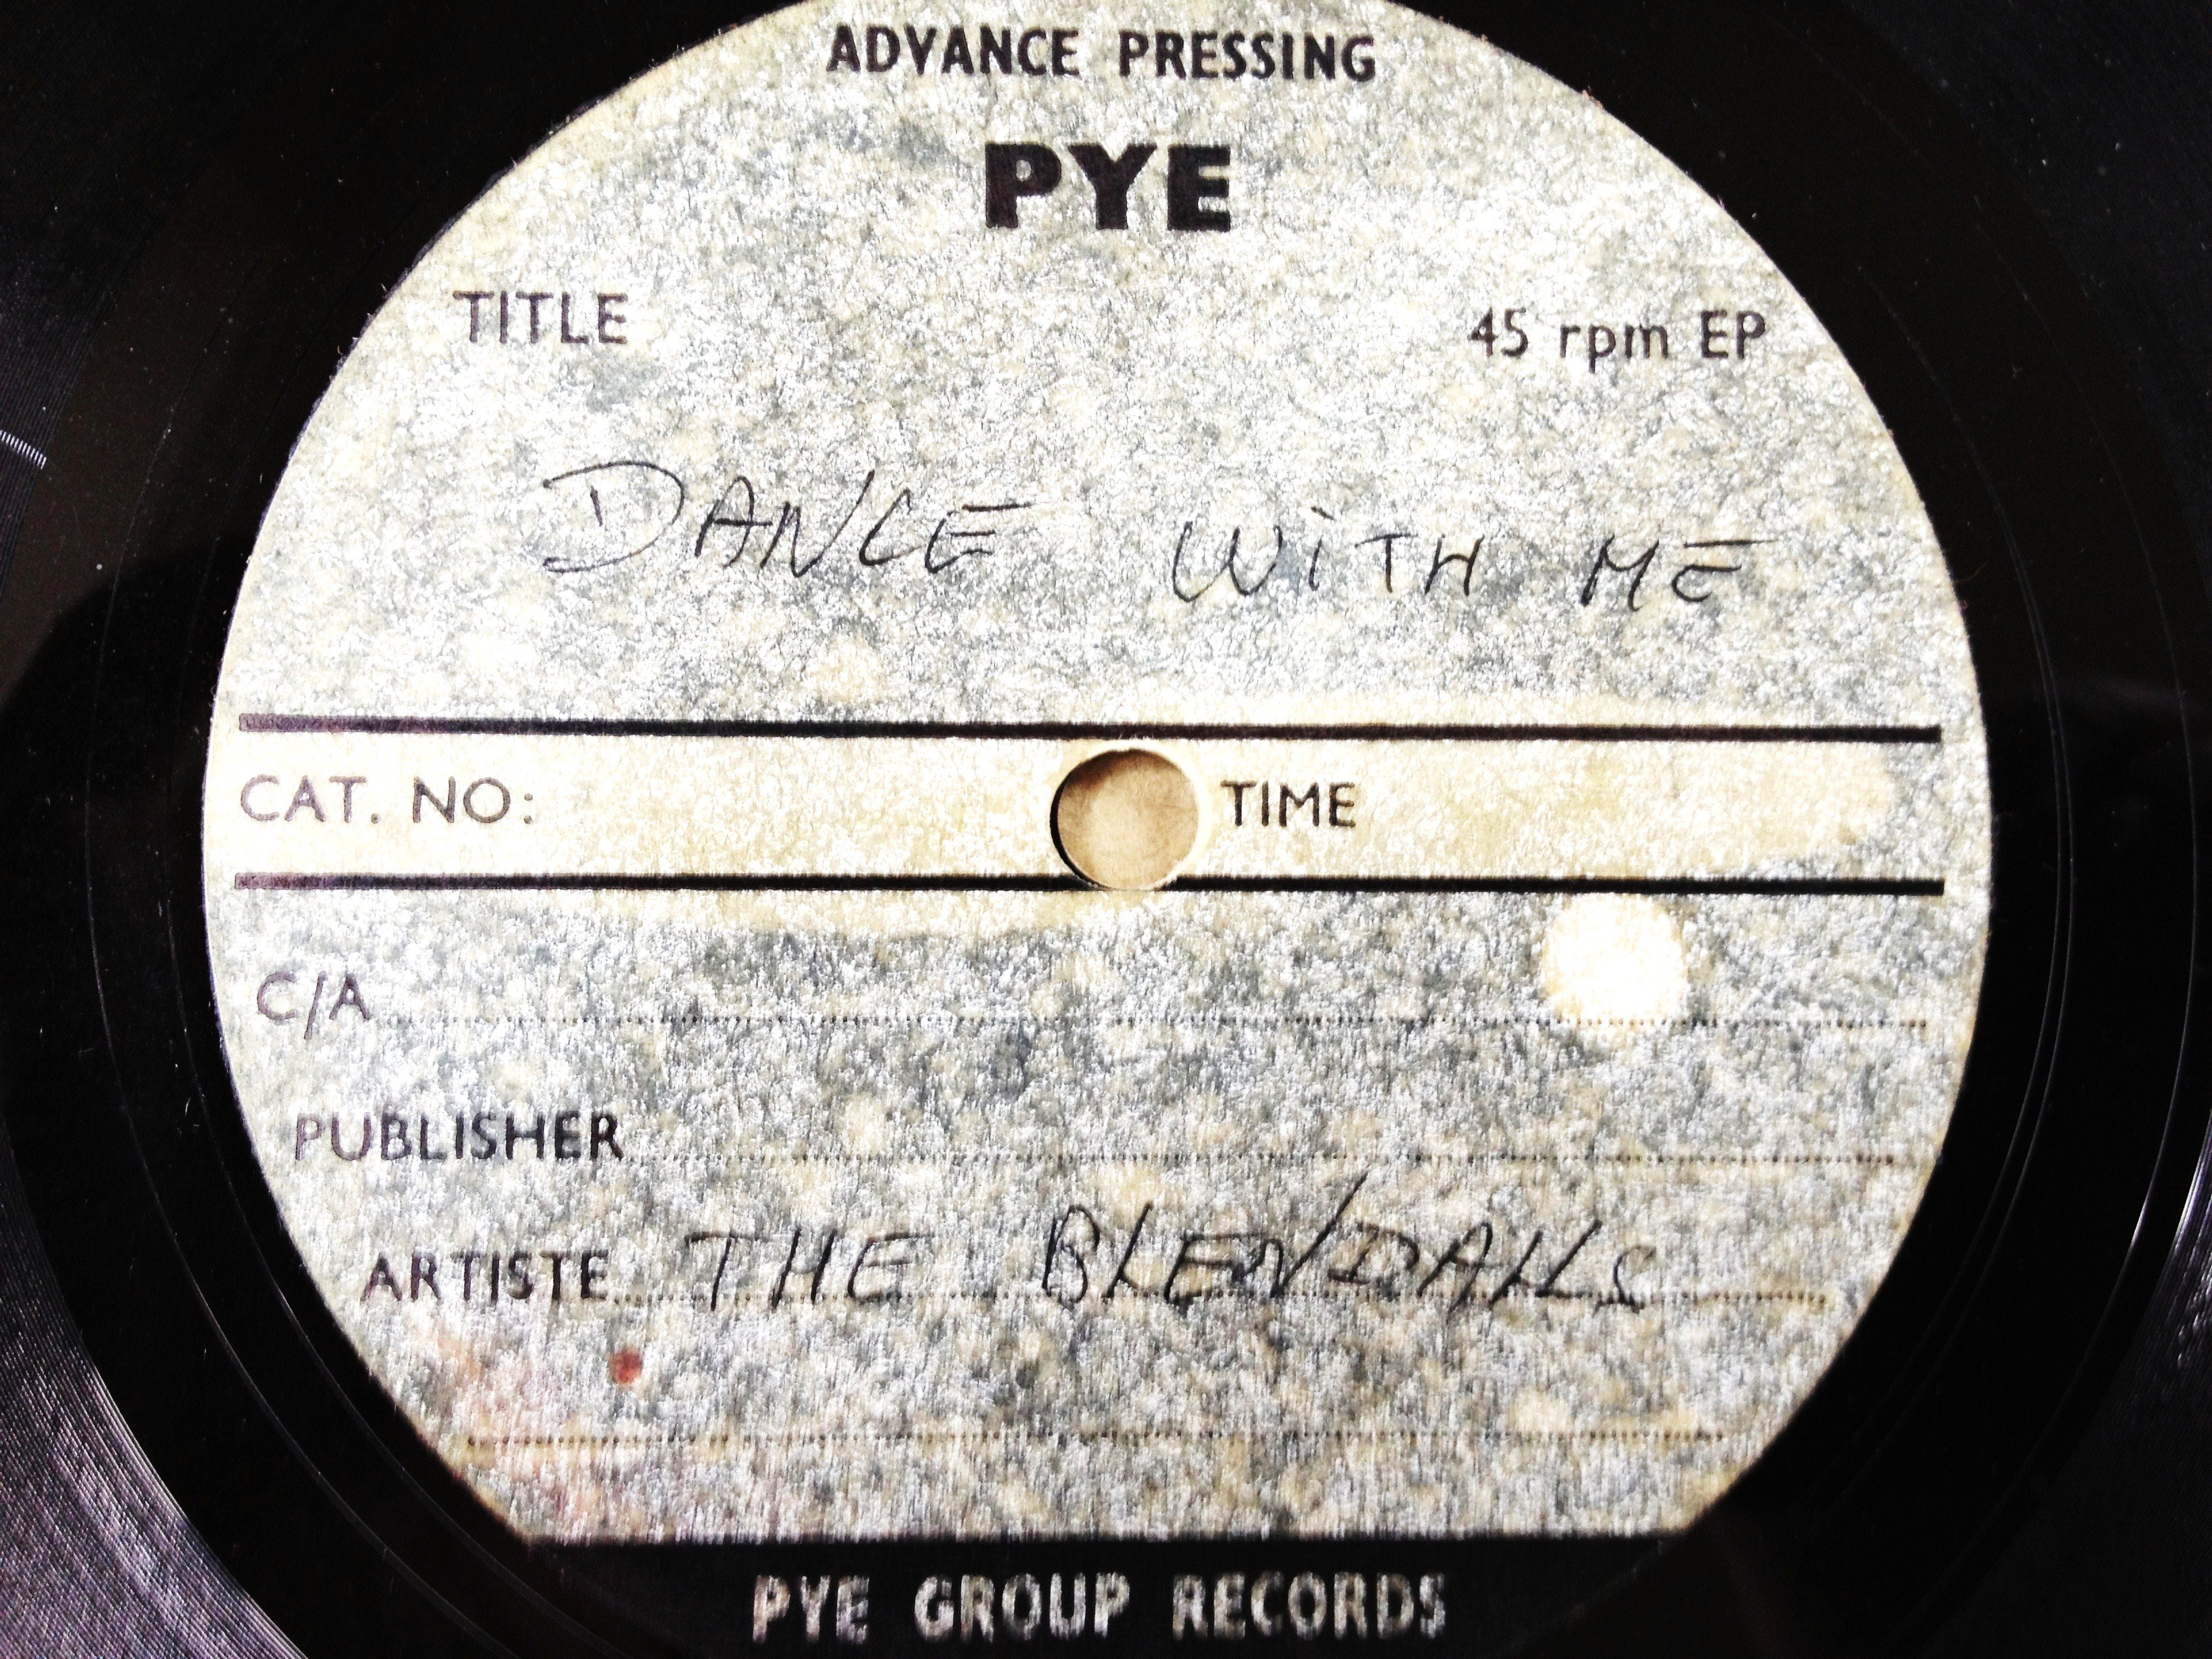 ADVANCE PRESSING
PYE
TITLE 45 rpm EP
DANCE WITH ME
CAT. NO: TIME
C/A
PUBLISHER
ARTISTE THE BLENDAHLS
PYE GROUP RECORDS